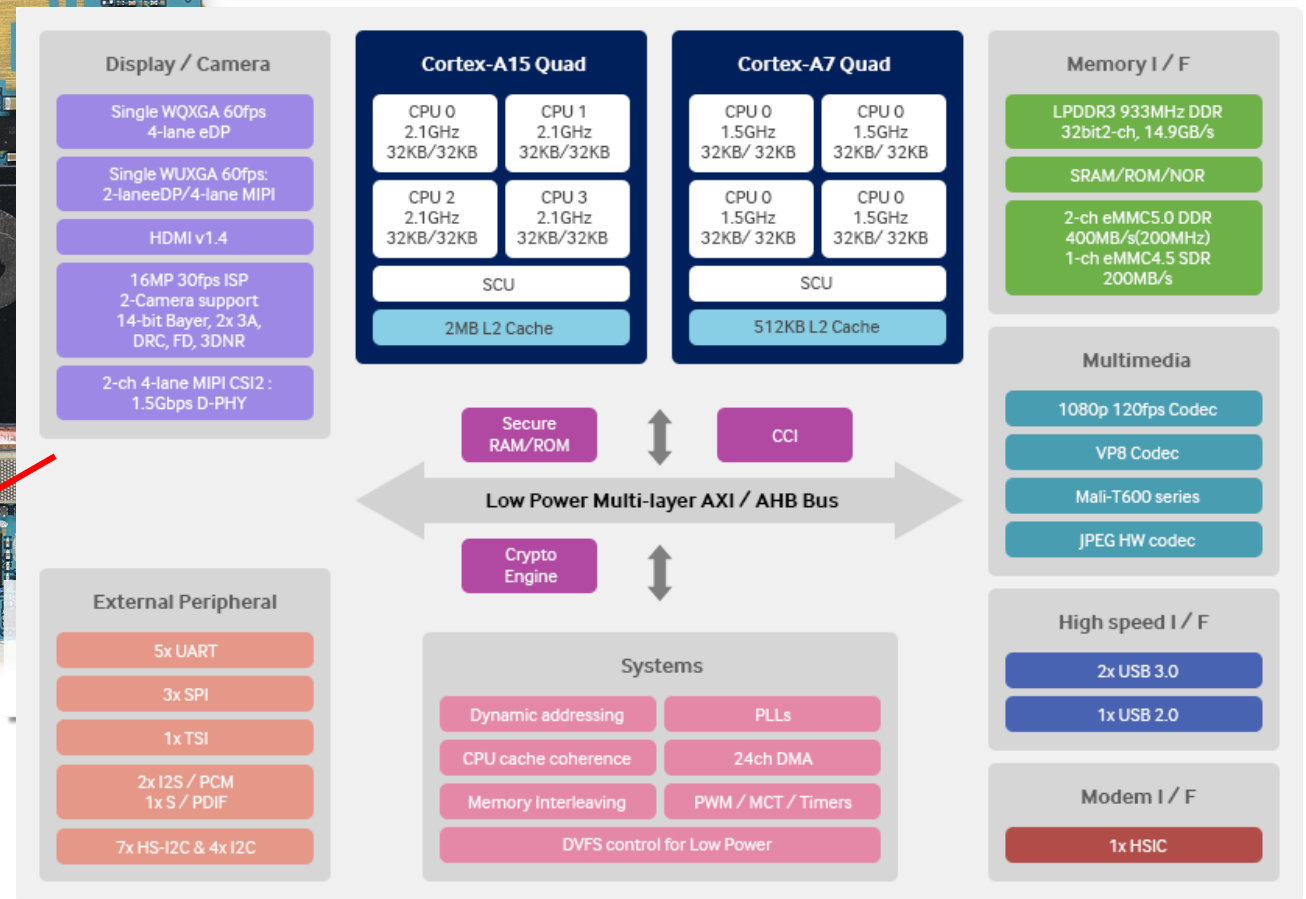 Display / Camera
Single WQXGA 60fps
4-lane eDP
Single WUXGA 60fps:
2-laneeDP/4-lane MIPI
HDMI v1.4
16MP 30fps ISP
2-Camera support
14-bit Bayer, 2x 3A,
DRC, FD, 3DNR
2-ch 4-lane MIPI CSI2 :
1.5Gbps D-PHY
Cortex-A15 Quad
CPU 0
2.1GHz
32KB/32KB
CPU 1
2.1GHz
32KB/32KB
CPU 2
2.1GHz
32KB/32KB
CPU 3
2.1GHz
32KB/32KB
SCU
2MB L2 Cache
Cortex-A7 Quad
CPU 0
1.5GHz
32KB/ 32KB
CPU 0
1.5GHz
32KB/ 32KB
CPU 0
1.5GHz
32KB/ 32KB
CPU 0
1.5GHz
32KB/ 32KB
SCU
512KB L2 Cache
Memory I / F
LPDDR3 933MHz DDR
32bit2-ch, 14.9GB/s
SRAM/ROM/NOR
2-ch eMMC5.0 DDR
400MB/s(200MHz)
1-ch eMMC4.5 SDR
200MB/s
Secure
RAM/ROM
CCI
Low Power Multi-layer AXI / AHB Bus
Crypto
Engine
Multimedia
1080p 120fps Codec
VP8 Codec
Mali-T600 series
JPEG HW codec
External Peripheral
5x UART
3x SPI
1x TSI
2x I2S / PCM
1x S / PDIF
7x HS-I2C & 4x I2C
Systems
Dynamic addressing
PLLs
CPU cache coherence
24ch DMA
Memory Interleaving
PWM / MCT / Timers
DVFS control for Low Power
High speed I / F
2x USB 3.0
1x USB 2.0
Modem I / F
1x HSIC